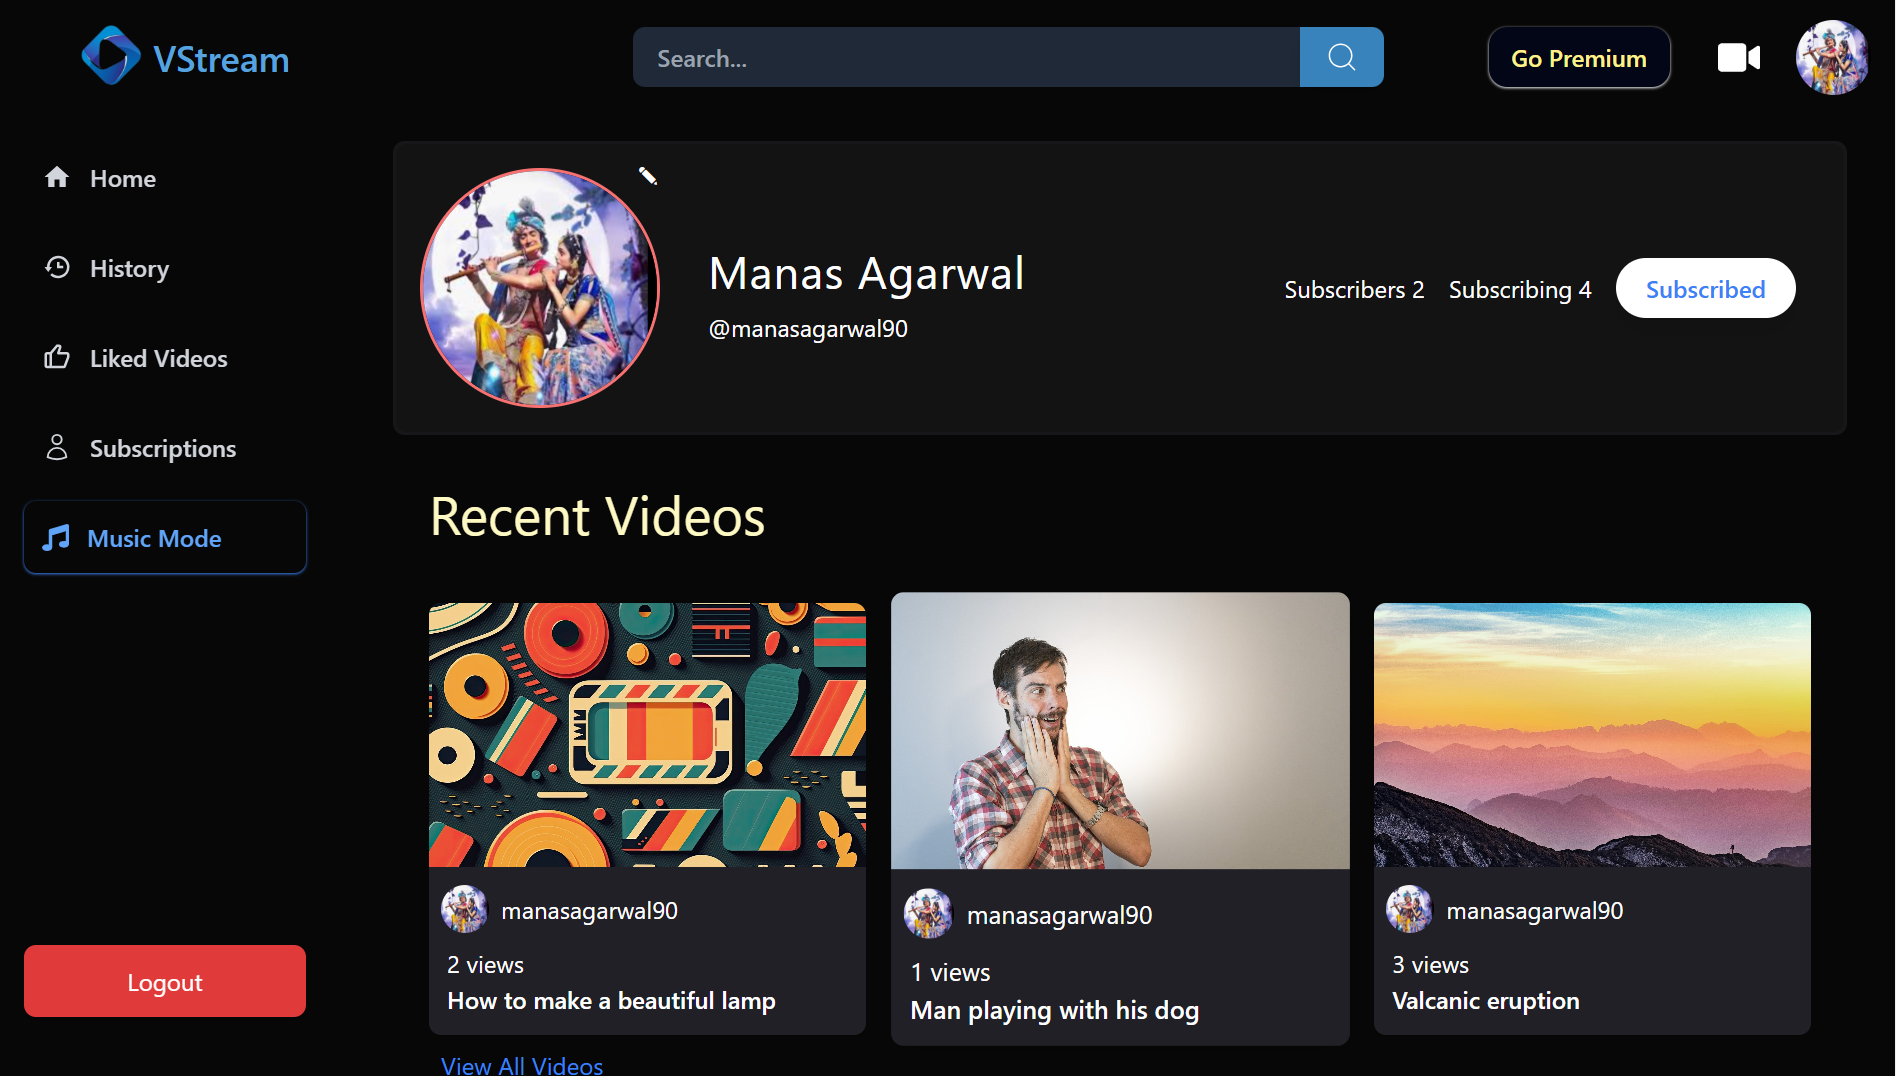 VStream
Search...
Go Premium
Home
History
Liked Videos
Subscriptions
Music Mode
Logout
Manas Agarwal
@manasagarwal90
Subscribers 2
Subscribing 4
Subscribed
Recent Videos
manasagarwal90
2 views
How to make a beautiful lamp
manasagarwal90
1 views
Man playing with his dog
manasagarwal90
3 views
Valcanic eruption
View All Videos